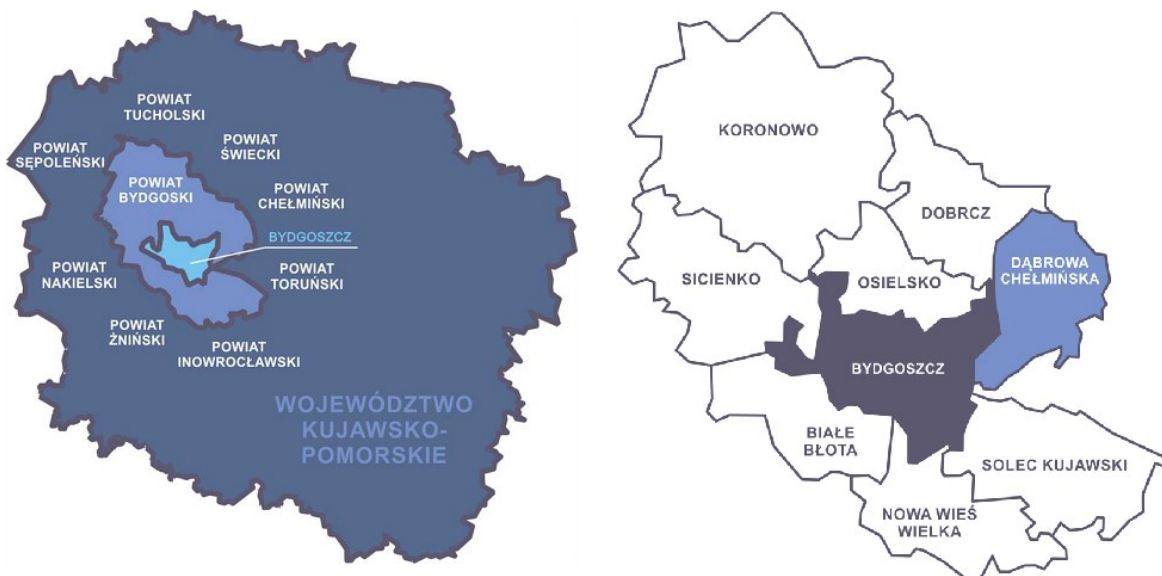 POWIAT
TUCHOLSKI
POWIAT
SĘPOLEŃSKI
POWIAT
ŚWIECKI
POWIAT
BYDGOSKI
POWIAT
CHEŁMIŃSKI
BYDGOSZCZ
POWIAT
NAKIELSKI
POWIAT
TORUŃSKI
POWIAT
ŻNIŃSKI
POWIAT
INOWROCŁAWSKI
WOJEWÓDZTWO
KUJAWSKO-
POMORSKIE
KORONOWO
DOBRCZ
SICIENKO
OSIELSKO
DĄBROWA
CHEŁMIŃSKA
BYDGOSZCZ
BIAŁE
BŁOTA
SOLEC KUJAWSKI
NOWA WIEŚ
WIELKA